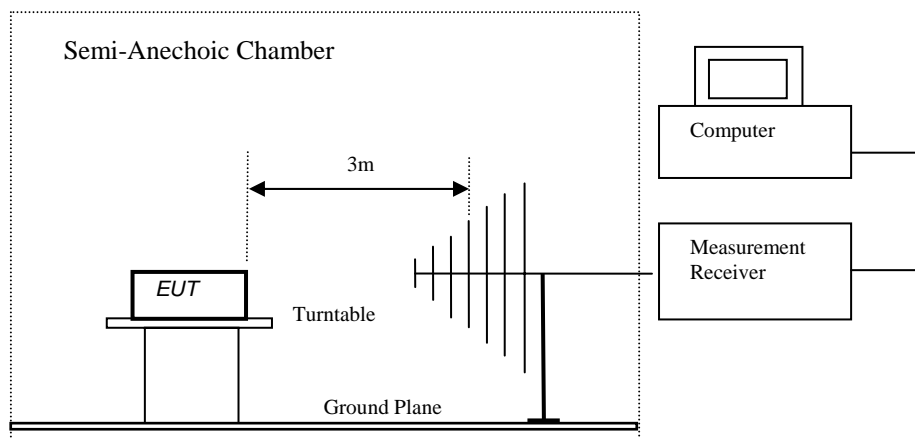 Semi-Anechoic Chamber
Computer
3m
Measurement
Receiver
EUT
Turntable
Ground Plane